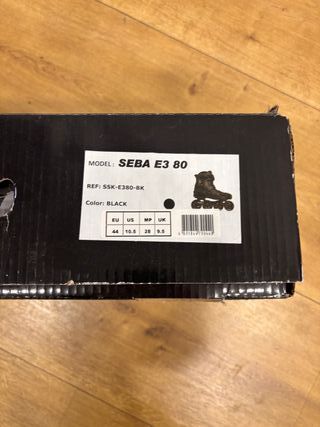 MODEL: SEBA E3 80
REF: SSK-E380-BK
Color: BLACK
EU US MP UK
44 10.5 28 9.5